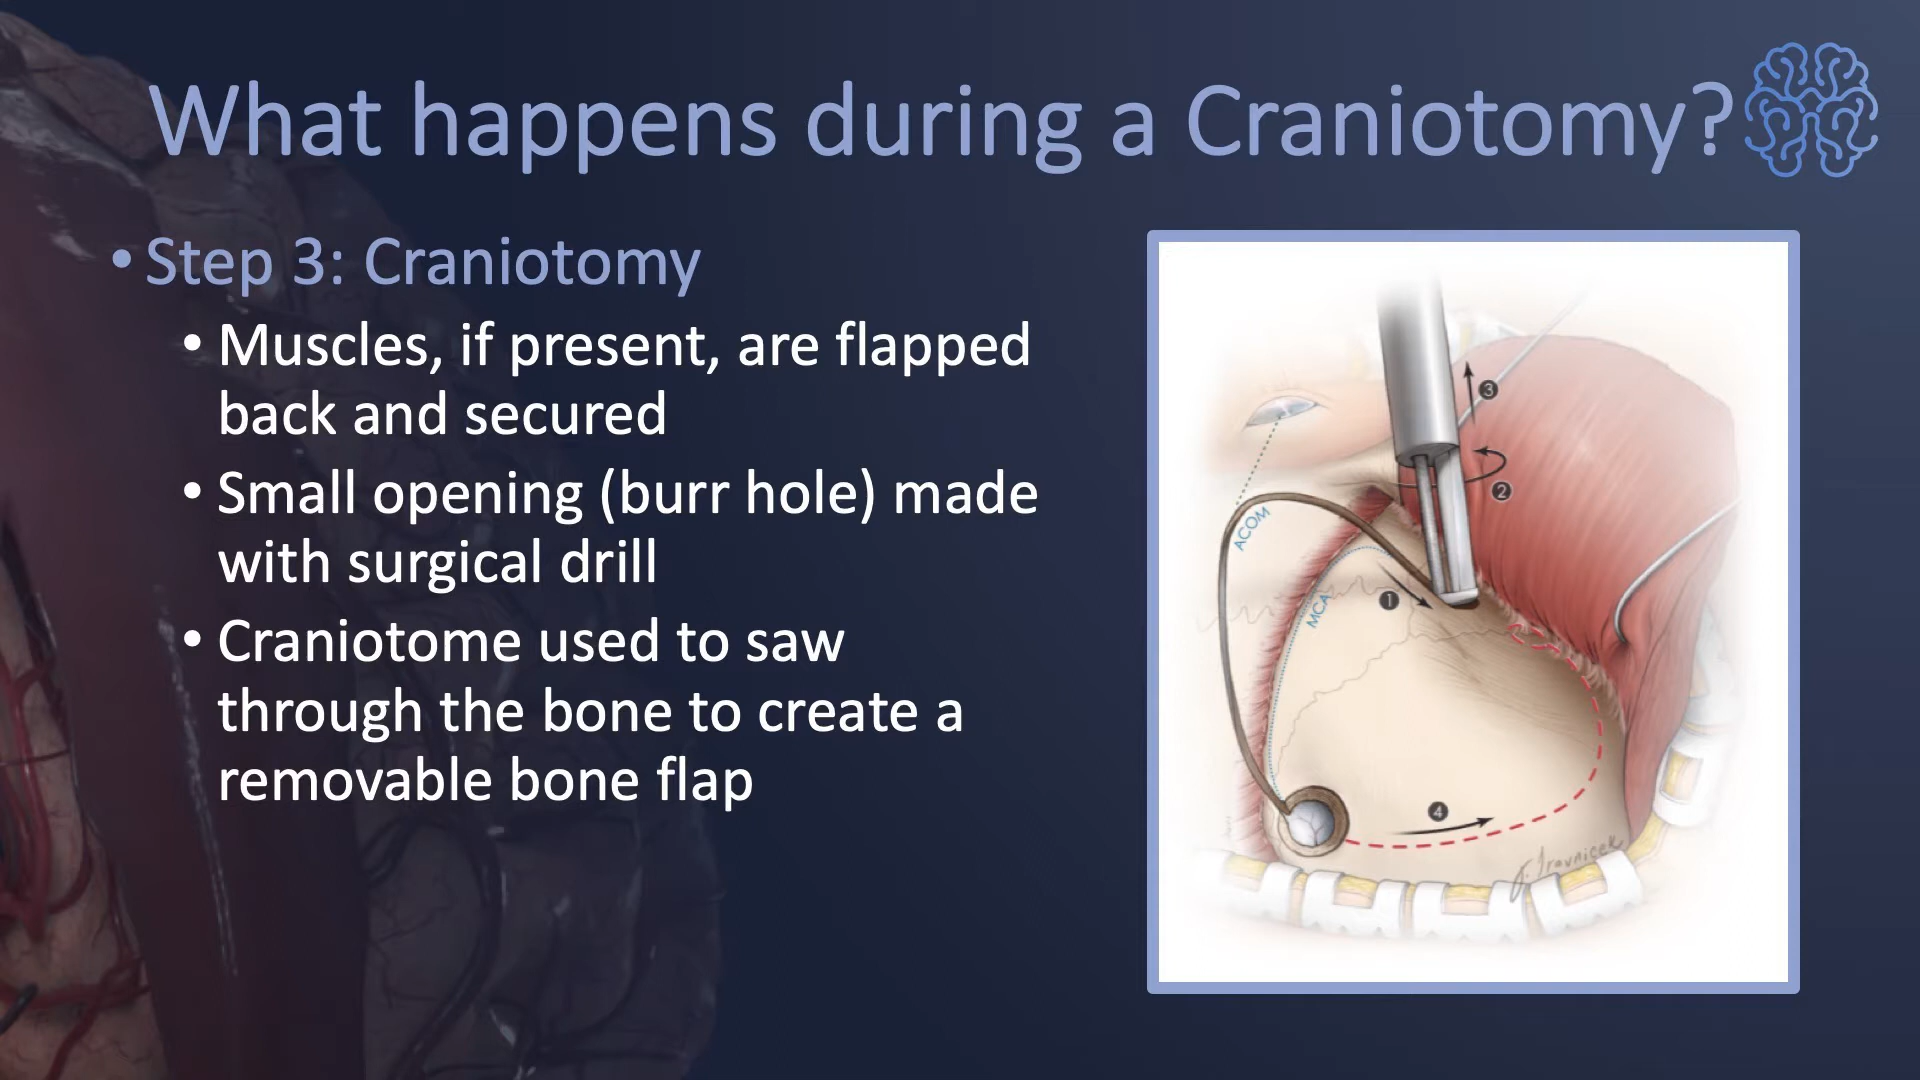 What happens during a Craniotomy?
• Step 3: Craniotomy
• Muscles, if present, are flapped
back and secured
• Small opening (burr hole) made
with surgical drill
• Craniotome used to saw
through the bone to create a
removable bone flap
3
2
ACOM
1
MCA
4